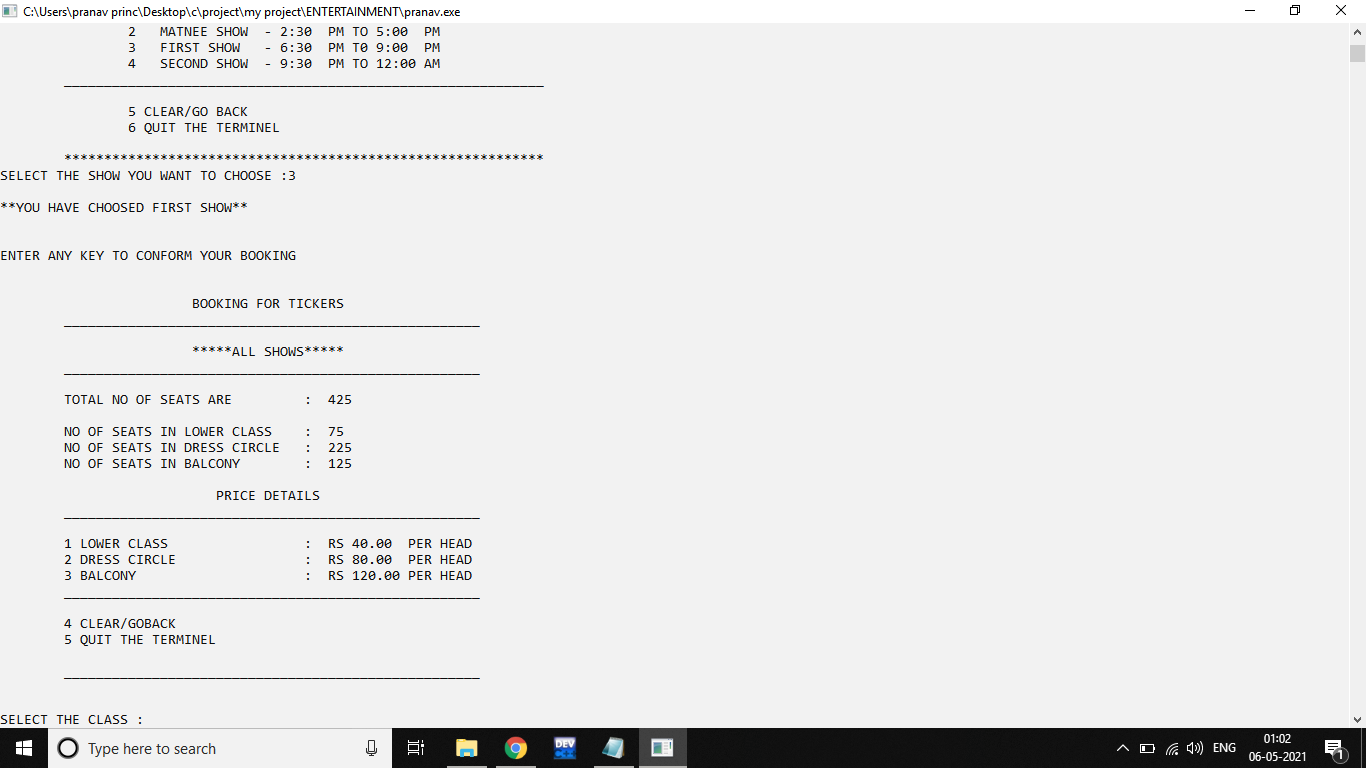 C:\Users\pranav princ\Desktop\c\project\my project\ENTERTAINMENT\pranav.exe
2 MATNEE SHOW - 2:30 PM TO 5:00 PM
3 FIRST SHOW - 6:30 PM T0 9:00 PM
4 SECOND SHOW - 9:30 PM TO 12:00 AM
____________________________________________________________
5 CLEAR/GO BACK
6 QUIT THE TERMINEL
************************************************************
SELECT THE SHOW YOU WANT TO CHOOSE :3
**YOU HAVE CHOOSED FIRST SHOW**
ENTER ANY KEY TO CONFORM YOUR BOOKING
BOOKING FOR TICKERS
____________________________________________________
*****ALL SHOWS*****
____________________________________________________
TOTAL NO OF SEATS ARE : 425
NO OF SEATS IN LOWER CLASS : 75
NO OF SEATS IN DRESS CIRCLE : 225
NO OF SEATS IN BALCONY : 125
PRICE DETAILS
____________________________________________________
1 LOWER CLASS : RS 40.00 PER HEAD
2 DRESS CIRCLE : RS 80.00 PER HEAD
3 BALCONY : RS 120.00 PER HEAD
____________________________________________________
4 CLEAR/GOBACK
5 QUIT THE TERMINEL
____________________________________________________
SELECT THE CLASS :
Type here to search
DEV
ENG
01:02
06-05-2021
1